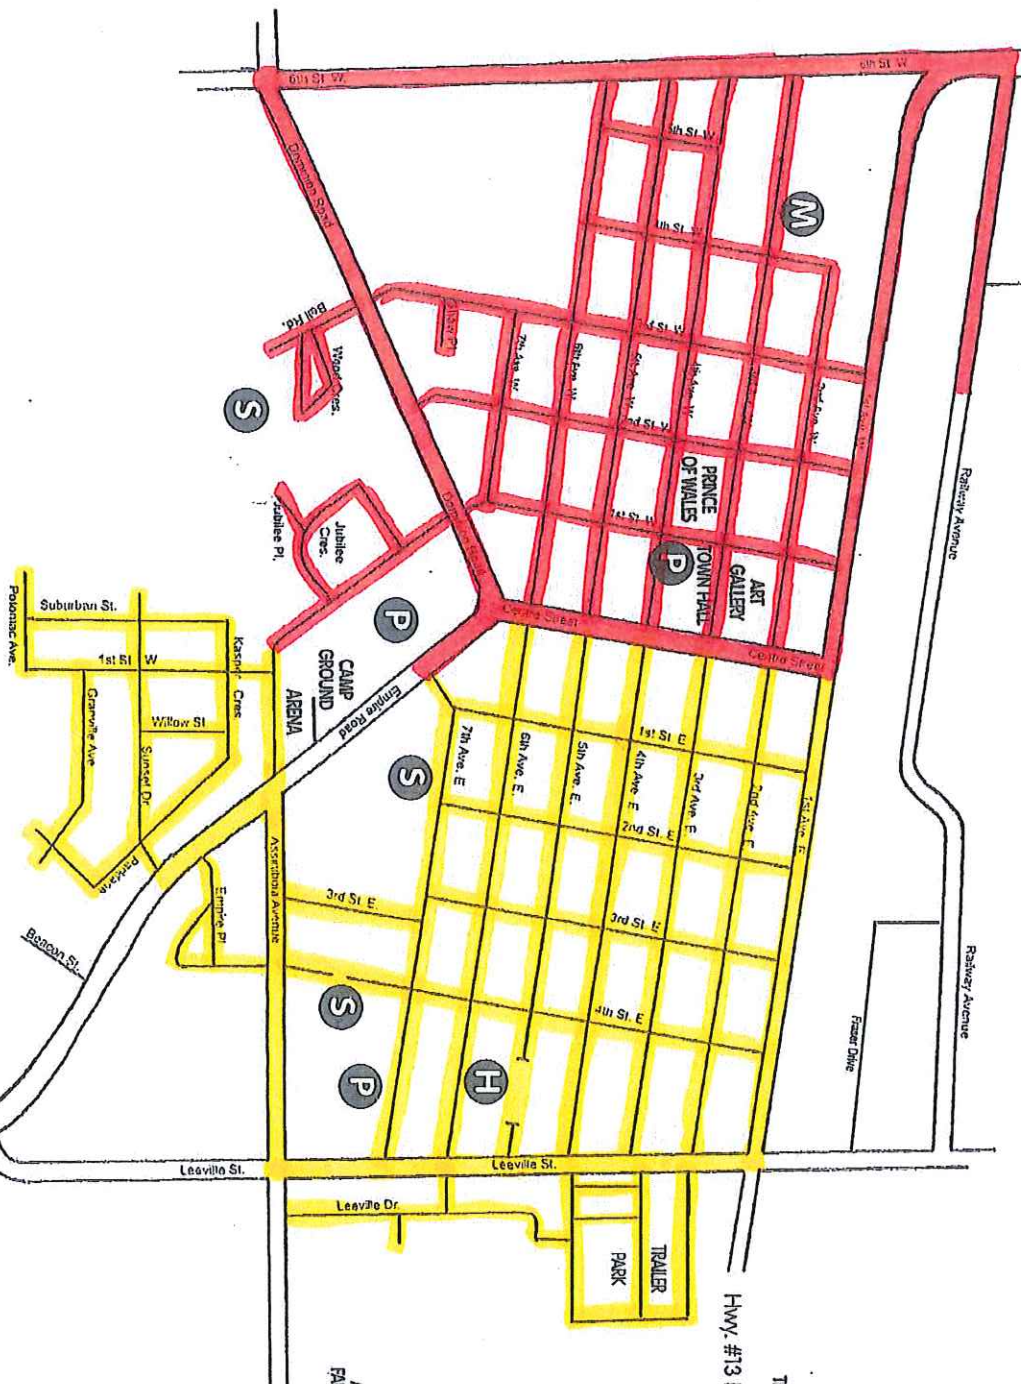 6th St. W.
6th St. W
5th St. W
M
Dominion Road
4th St. W
Bell Rd.
3rd St. W
Wood Cres.
7th Ave. W
6th Ave. W
5th Ave. W
4th Ave. W
2nd Ave. W
S
2nd St. W
PRINCE
OF WALES
Railway Avenue
Jubilee Pl.
Jubilee
Cres.
Dominion Road
1st St. W
P
TOWN HALL
ART
GALLERY
Potomac Ave.
Suburban St.
P
Centre Street
Centre Street
1st St. W
Kasper Cres.
CAMP
GROUND
ARENA
Empire Road
Granville Ave
Willow St
Sunset Dr.
S
7th Ave. E
6th Ave. E
5th Ave. E.
4th Ave. E
3rd Ave. E
2nd Ave. E
1st Ave. E
1st St. E
2nd St. E
Parklane
Empire Pl
Assiniboia Avenue
3rd St. E.
3rd St. E
Beacon St.
S
4th St. E
Railway Avenue
Fraser Drive
P
H
Leaville St.
Leeville St.
Leaville Dr.
TRAILER
PARK
Hwy. #13